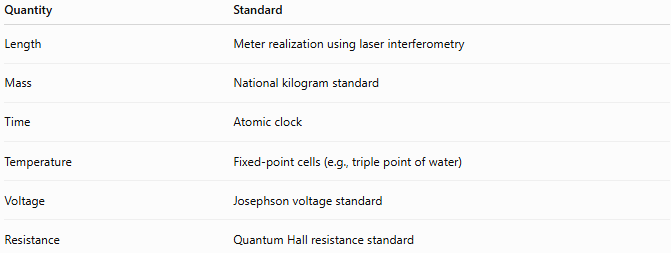 Quantity Standard
Length Meter realization using laser interferometry
Mass National kilogram standard
Time Atomic clock
Temperature Fixed-point cells (e.g., triple point of water)
Voltage Josephson voltage standard
Resistance Quantum Hall resistance standard